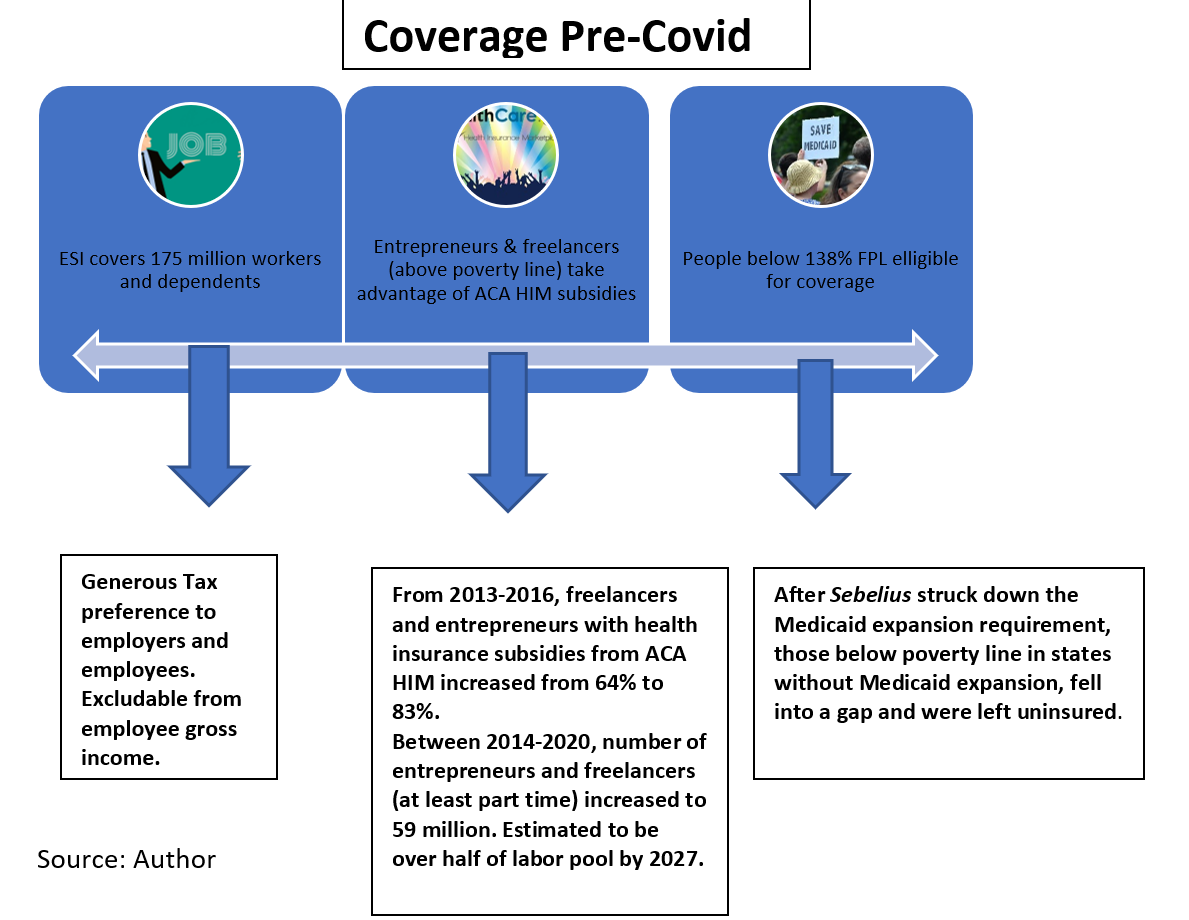 Coverage Pre-Covid
JOB
lthCare.
Health Insurance Marketpl
SAVE
MEDICAID
ESI covers 175 million workers
and dependents
Entrepreneurs & freelancers
(above poverty line) take
advantage of ACA HIM subsidies
People below 138% FPL elligible
for coverage
Generous Tax
preference to
employers and
employees.
Excludable from
employee gross
income.
From 2013-2016, freelancers
and entrepreneurs with health
insurance subsidies from ACA
HIM increased from 64% to
83%.
Between 2014-2020, number of
entrepreneurs and freelancers
(at least part time) increased to
59 million. Estimated to be
over half of labor pool by 2027.
After Sebelius struck down the
Medicaid expansion requirement,
those below poverty line in states
without Medicaid expansion, fell
into a gap and were left uninsured.
Source: Author